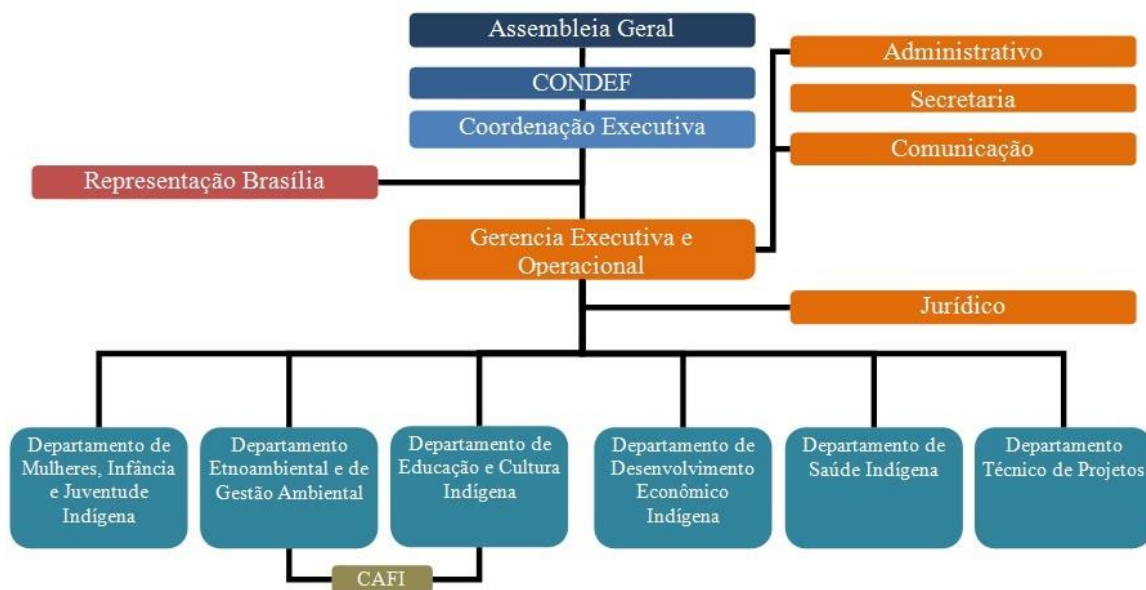 Assembleia Geral
CONDEF
Coordenação Executiva
Administrativo
Secretaria
Comunicação
Representação Brasília
Gerencia Executiva e
Operacional
Jurídico
Departamento de
Mulheres, Infância
e Juventude
Indígena
Departamento
Etnoambiental e de
Gestão Ambiental
Departamento de
Educação e Cultura
Indígena
Departamento de
Desenvolvimento
Econômico
Indígena
Departamento de
Saúde Indígena
Departamento
Técnico de Projetos
CAFI